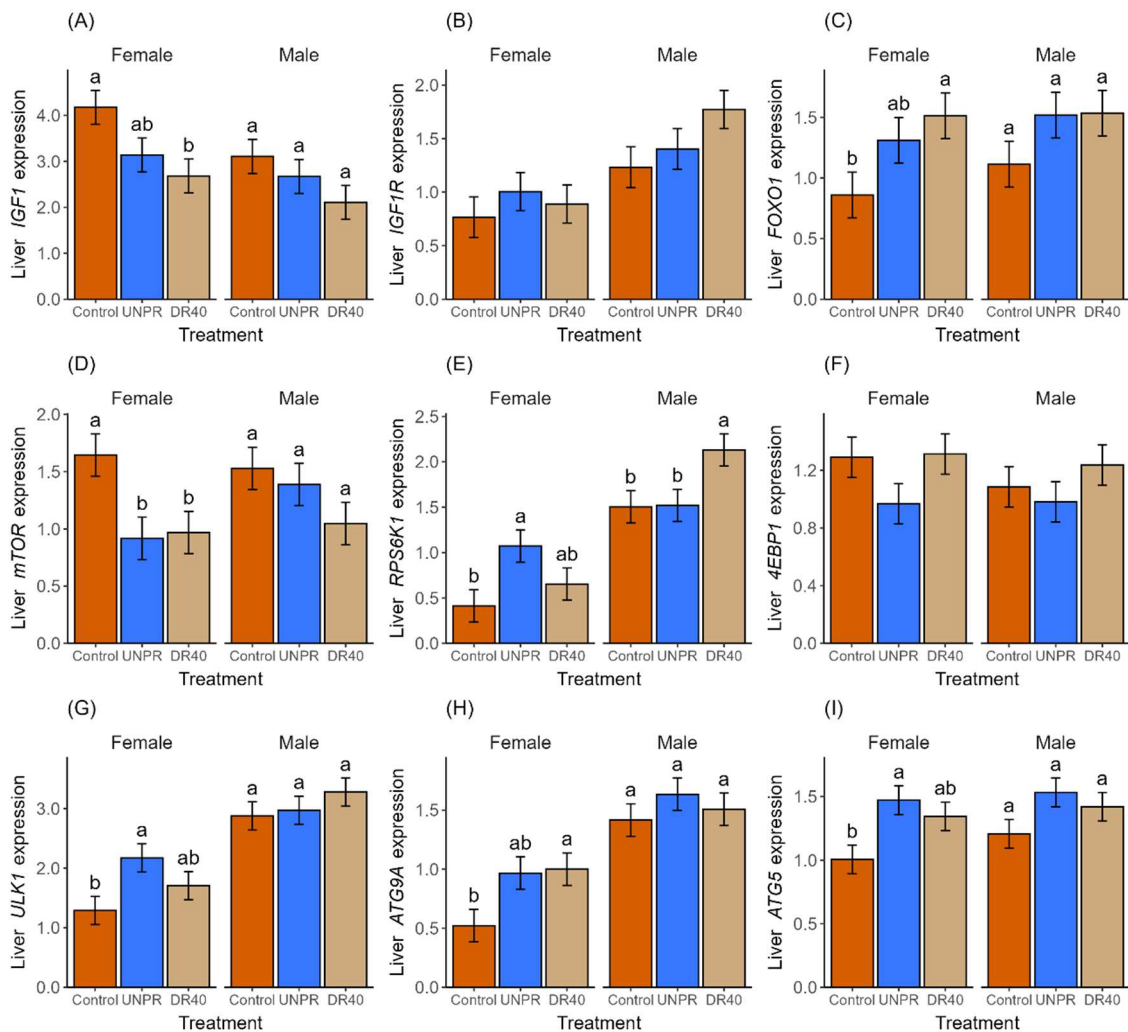 (A)
Female Male
Liver IGF1 expression
4.0
3.0
2.0
1.0
0.0
a
ab
b
a
a
a
Control UNPR DR40 Control UNPR DR40
Treatment
(B)
Female Male
Liver IGF1R expression
2.0
1.5
1.0
0.5
0.0
Control UNPR DR40 Control UNPR DR40
Treatment
(C)
Female Male
Liver FOXO1 expression
1.5
1.0
0.5
0.0
b
ab
a
a
a
a
Control UNPR DR40 Control UNPR DR40
Treatment
(D)
Female Male
Liver mTOR expression
2.0
1.5
1.0
0.5
0.0
a
b
b
a
a
a
Control UNPR DR40 Control UNPR DR40
Treatment
(E)
Female Male
Liver RPS6K1 expression
2.5
2.0
1.5
1.0
0.5
0.0
b
a
ab
b
b
a
Control UNPR DR40 Control UNPR DR40
Treatment
(F)
Female Male
Liver 4EBP1 expression
1.2
0.8
0.4
0.0
Control UNPR DR40 Control UNPR DR40
Treatment
(G)
Female Male
Liver ULK1 expression
3.0
2.0
1.0
0.0
b
a
ab
a
a
a
Control UNPR DR40 Control UNPR DR40
Treatment
(H)
Female Male
Liver ATG9A expression
1.5
1.0
0.5
0.0
b
ab
a
a
a
a
Control UNPR DR40 Control UNPR DR40
Treatment
(I)
Female Male
Liver ATG5 expression
1.5
1.0
0.5
0.0
b
a
ab
a
a
a
Control UNPR DR40 Control UNPR DR40
Treatment